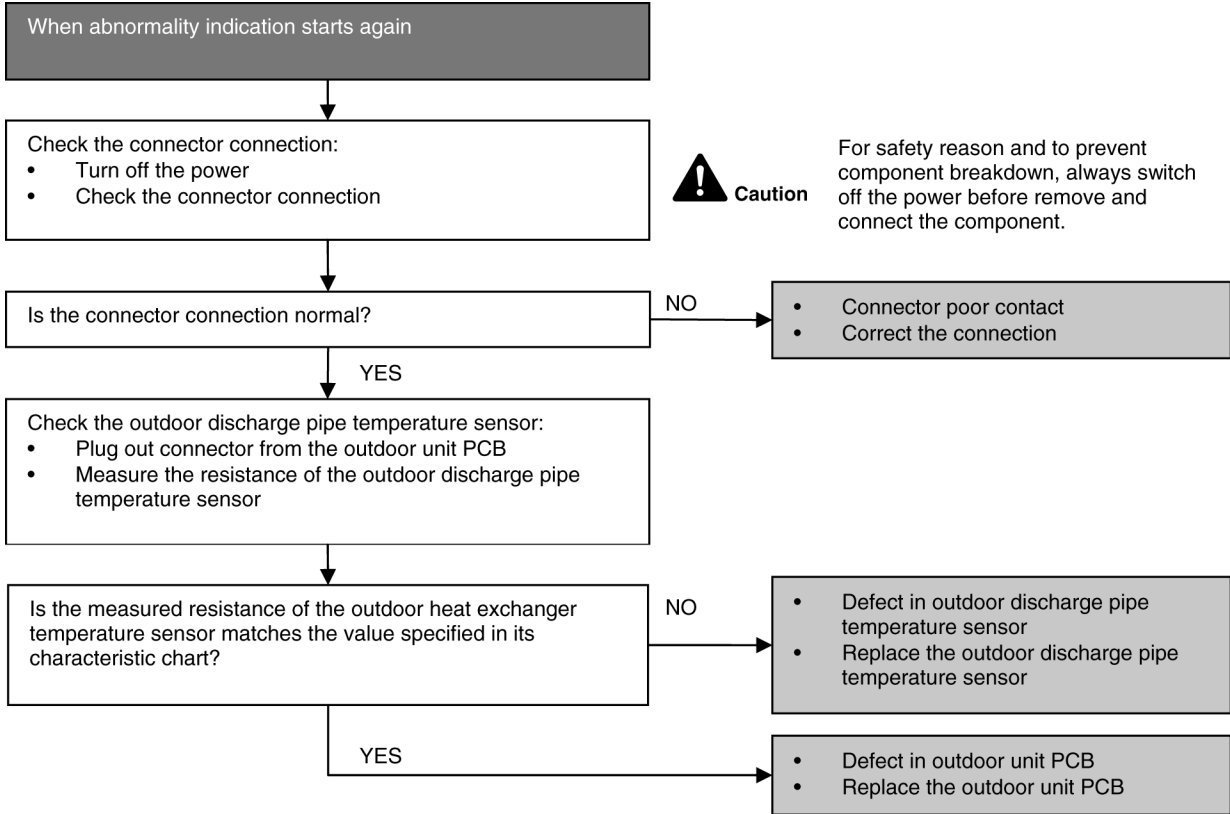 When abnormality indication starts again
Check the connector connection:
• Turn off the power
• Check the connector connection
Caution
For safety reason and to prevent
component breakdown, always switch
off the power before remove and
connect the component.
Is the connector connection normal?
NO
• Connector poor contact
• Correct the connection
YES
Check the outdoor discharge pipe temperature sensor:
• Plug out connector from the outdoor unit PCB
• Measure the resistance of the outdoor discharge pipe
temperature sensor
Is the measured resistance of the outdoor heat exchanger
temperature sensor matches the value specified in its
characteristic chart?
NO
• Defect in outdoor discharge pipe
temperature sensor
• Replace the outdoor discharge pipe
temperature sensor
YES
• Defect in outdoor unit PCB
• Replace the outdoor unit PCB